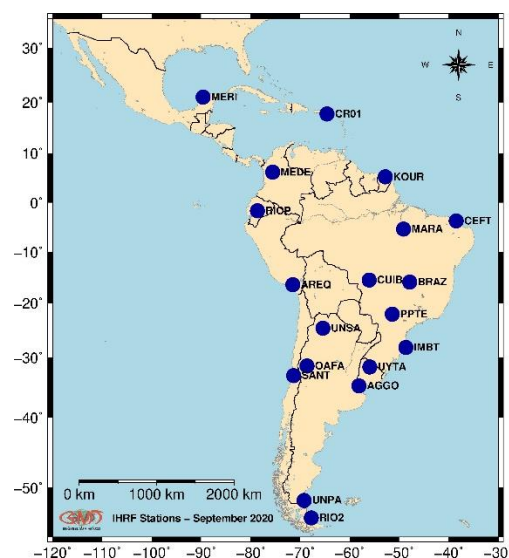 N
30°
W E
S
MERI
20°
CR01
10°
MEDE
KOUR
0°
RIOP
CEFT
MARA
−10°
AREQ
CUIB
BRAZ
−20°
PPTE
UNSA
IMBT
−30°
OAFA
UYTA
SANT
AGGO
−40°
0 km 1000 km 2000 km
−50°
UNPA
IHRF Stations − September 2020
RIO2
−120° −110° −100° −90° −80° −70° −60° −50° −40° −30°